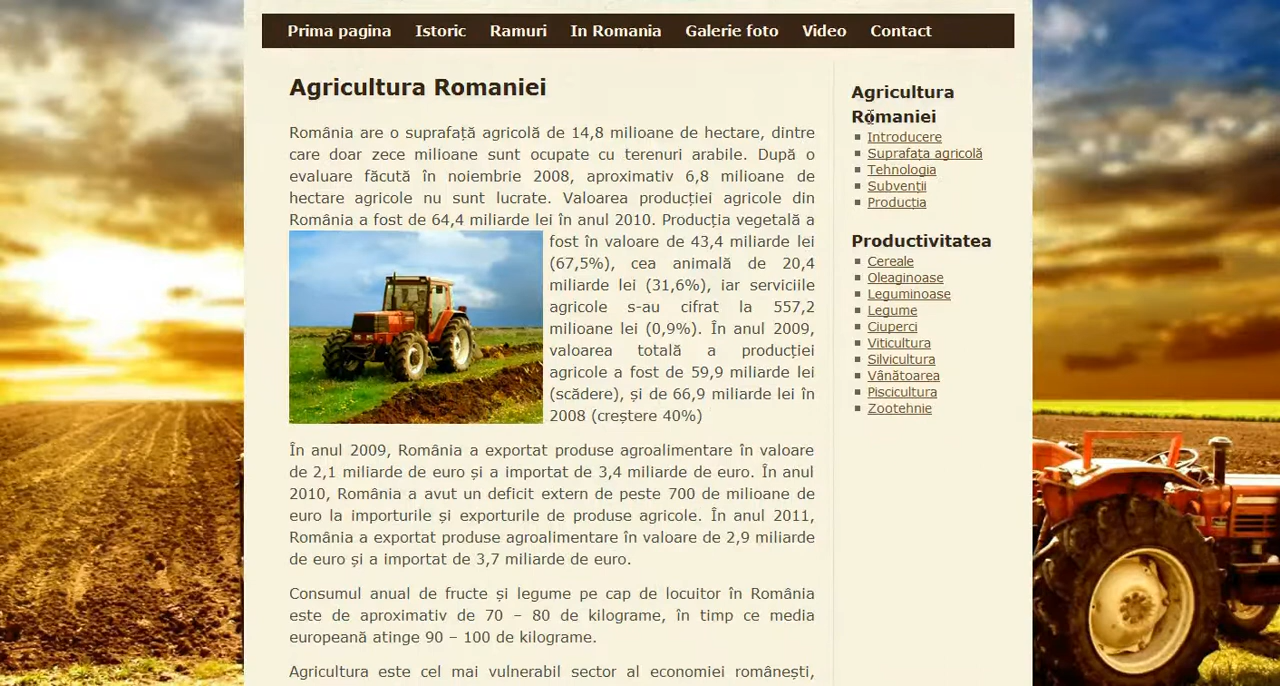 Prima pagina Istoric Ramuri In Romania Galerie foto Video Contact
Agricultura Romaniei
România are o suprafață agricolă de 14,8 milioane de hectare, dintre
care doar zece milioane sunt ocupate cu terenuri arabile. După o
evaluare făcută în noiembrie 2008, aproximativ 6,8 milioane de
hectare agricole nu sunt lucrate. Valoarea producției agricole din
România a fost de 64,4 miliarde lei în anul 2010. Producția vegetală a
fost în valoare de 43,4 miliarde lei
(67,5%), cea animală de 20,4
miliarde lei (31,6%), iar serviciile
agricole s-au cifrat la 557,2
milioane lei (0,9%). În anul 2009,
valoarea totală a producției
agricole a fost de 59,9 miliarde lei
(scădere), și de 66,9 miliarde lei în
2008 (creștere 40%)
În anul 2009, România a exportat produse agroalimentare în valoare
de 2,1 miliarde de euro și a importat de 3,4 miliarde de euro. În anul
2010, România a avut un deficit extern de peste 700 de milioane de
euro la importurile și exporturile de produse agricole. În anul 2011,
România a exportat produse agroalimentare în valoare de 2,9 miliarde
de euro și a importat de 3,7 miliarde de euro.
Consumul anual de fructe și legume pe cap de locuitor în România
este de aproximativ de 70 – 80 de kilograme, în timp ce media
europeană atinge 90 – 100 de kilograme.
Agricultura este cel mai vulnerabil sector al economiei românești,
Agricultura
Romaniei
Introducere
Suprafața agricolă
Tehnologia
Subvenții
Producția
Productivitatea
Cereale
Oleaginoase
Leguminoase
Legume
Ciuperci
Viticultura
Silvicultura
Vânătoarea
Piscicultura
Zootehnie